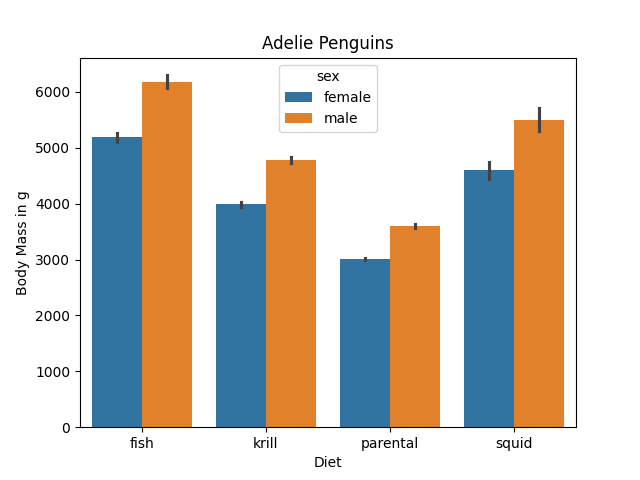 Adelie Penguins
sex
female
male
6000
5000
4000
3000
2000
1000
0
Body Mass in g
fish krill parental squid
Diet